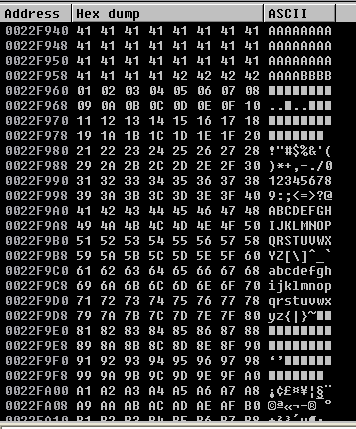 Address Hex dump ASCII
0022F940 41 41 41 41 41 41 41 41 AAAAAAAA
0022F948 41 41 41 41 41 41 41 41 AAAAAAAA
0022F950 41 41 41 41 41 41 41 41 AAAAAAAA
0022F958 41 41 41 41 42 42 42 42 AAAABBBB
0022F960 01 02 03 04 05 06 07 08 ■■■■■■■■
0022F968 09 0A 0B 0C 0D 0E 0F 10 ..■..■■■
0022F970 11 12 13 14 15 16 17 18 ■■■■■■■■
0022F978 19 1A 1B 1C 1D 1E 1F 20 ■■■■■■■
0022F980 21 22 23 24 25 26 27 28 !"#$%&'(
0022F988 29 2A 2B 2C 2D 2E 2F 30 )*+,-./0
0022F990 31 32 33 34 35 36 37 38 12345678
0022F998 39 3A 3B 3C 3D 3E 3F 40 9:;<=>?@
0022F9A0 41 42 43 44 45 46 47 48 ABCDEFGH
0022F9A8 49 4A 4B 4C 4D 4E 4F 50 IJKLMNOP
0022F9B0 51 52 53 54 55 56 57 58 QRSTUVWX
0022F9B8 59 5A 5B 5C 5D 5E 5F 60 YZ[\]^_`
0022F9C0 61 62 63 64 65 66 67 68 abcdefgh
0022F9C8 69 6A 6B 6C 6D 6E 6F 70 ijklmnop
0022F9D0 71 72 73 74 75 76 77 78 qrstuvwx
0022F9D8 79 7A 7B 7C 7D 7E 7F 80 yz{|}~■■
0022F9E0 81 82 83 84 85 86 87 88 ■■■■■■■■
0022F9E8 89 8A 8B 8C 8D 8E 8F 90 ■■■■■■■■
0022F9F0 91 92 93 94 95 96 97 98 ‘’■■■■■■
0022F9F8 99 9A 9B 9C 9D 9E 9F A0 ■■■■■■■
0022FA00 A1 A2 A3 A4 A5 A6 A7 A8 ¡¢£¤¥¦§¨
0022FA08 A9 AA AB AC AD AE AF B0 ©ª«¬-®¯°